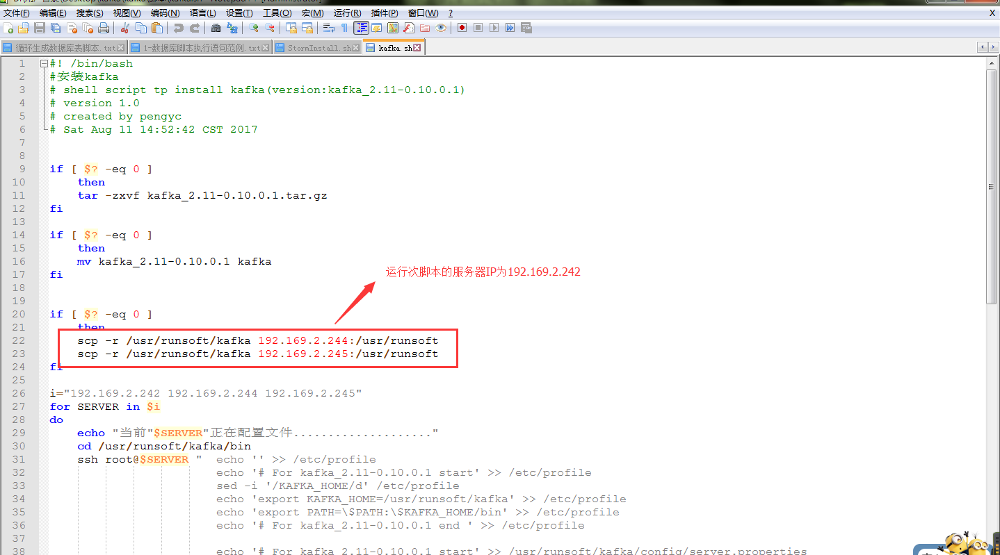 文件(F) 编辑(E) 搜索(S) 视图(V) 编码(N) 语言(L) 设置(T) 工具(O) 宏(M) 运行(R) 插件(P) 窗口(W) ? X
循环生成数据库表脚本.txt 1-数据库脚本执行语句范例.txt StormInstall.sh kafka.sh
1 #! /bin/bash
2 #安装kafka
3 # shell script tp install kafka(version:kafka_2.11-0.10.0.1)
4 # version 1.0
5 # created by pengyc
6 # Sat Aug 11 14:52:42 CST 2017
7
8
9 if [ $? -eq 0 ]
10 then
11 tar -zxvf kafka_2.11-0.10.0.1.tar.gz
12 fi
13
14 if [ $? -eq 0 ]
15 then
16 mv kafka_2.11-0.10.0.1 kafka
17 fi
运行次脚本的服务器IP为192.169.2.242
18
19
20 if [ $? -eq 0 ]
21 then
22 scp -r /usr/runsoft/kafka 192.169.2.244:/usr/runsoft
23 scp -r /usr/runsoft/kafka 192.169.2.245:/usr/runsoft
24 fi
25
26 i="192.169.2.242 192.169.2.244 192.169.2.245"
27 for SERVER in $i
28 do
29 echo "当前"$SERVER"正在配置文件...................."
30 cd /usr/runsoft/kafka/bin
31 ssh root@$SERVER " echo '' >> /etc/profile
32 echo '# For kafka_2.11-0.10.0.1 start' >> /etc/profile
33 sed -i '/KAFKA_HOME/d' /etc/profile
34 echo 'export KAFKA_HOME=/usr/runsoft/kafka' >> /etc/profile
35 echo 'export PATH=\$PATH:\$KAFKA_HOME/bin' >> /etc/profile
36 echo '# For kafka_2.11-0.10.0.1 end ' >> /etc/profile
37
38 echo '# For kafka_2.11-0.10.0.1 start' >> /usr/runsoft/kafka/config/server.properties